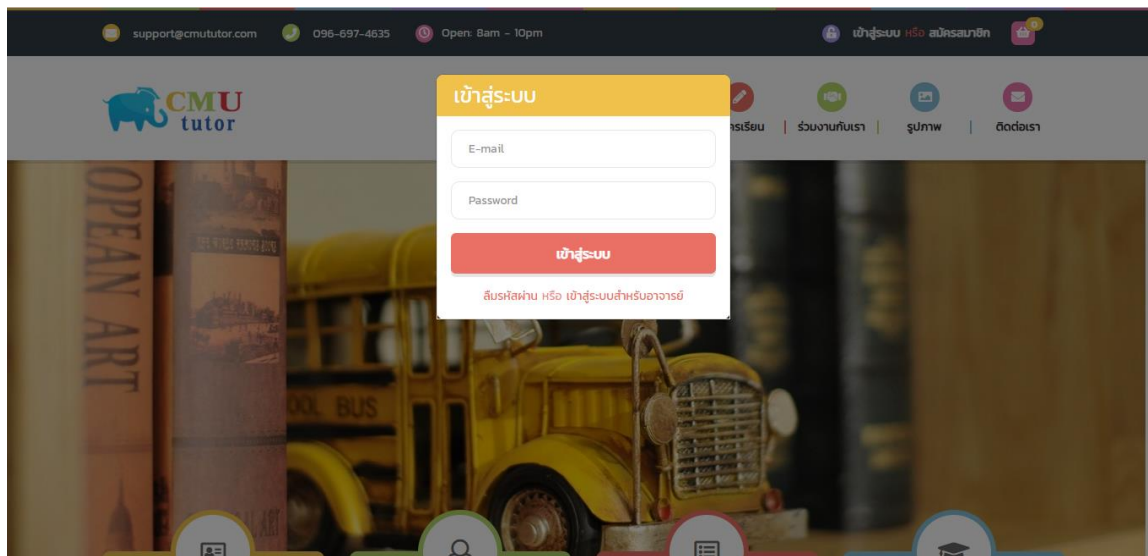 support@cmututor.com 096-697-4635 Open: 8am - 10pm เข้าสู่ระบบ หรือ สมัครสมาชิก 0
CMU
tutor
เข้าสู่ระบบ
ร่วมงานกับเรา รูปภาพ ติดต่อเรา
E-mail
Password
เข้าสู่ระบบ
ลืมรหัสผ่าน หรือ เข้าสู่ระบบสำหรับอาจารย์
OPEAN ART
BUS